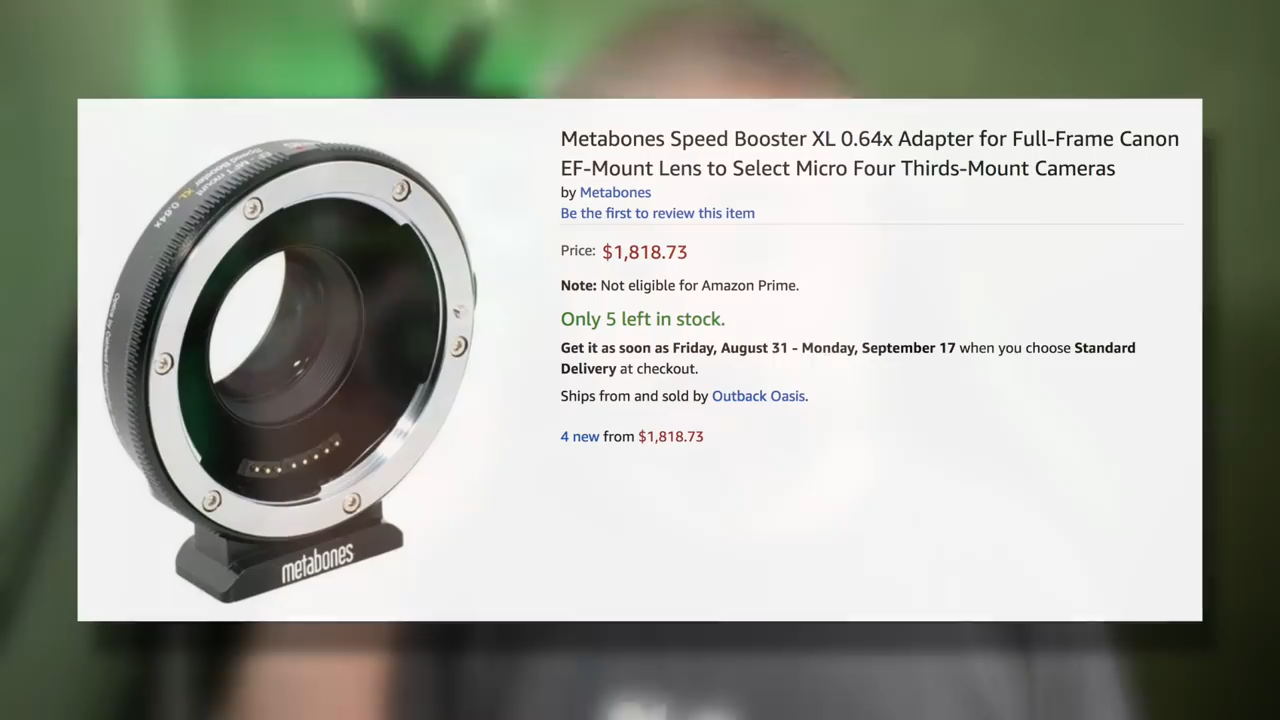 Metabones Speed Booster XL 0.64x Adapter for Full-Frame Canon
EF-Mount Lens to Select Micro Four Thirds-Mount Cameras
by Metabones
Be the first to review this item
Price: $1,818.73
Note: Not eligible for Amazon Prime.
Only 5 left in stock.
Get it as soon as Friday, August 31 - Monday, September 17 when you choose Standard
Delivery at checkout.
Ships from and sold by Outback Oasis.
4 new from $1,818.73
Speed Booster XL 0.64x
metabones